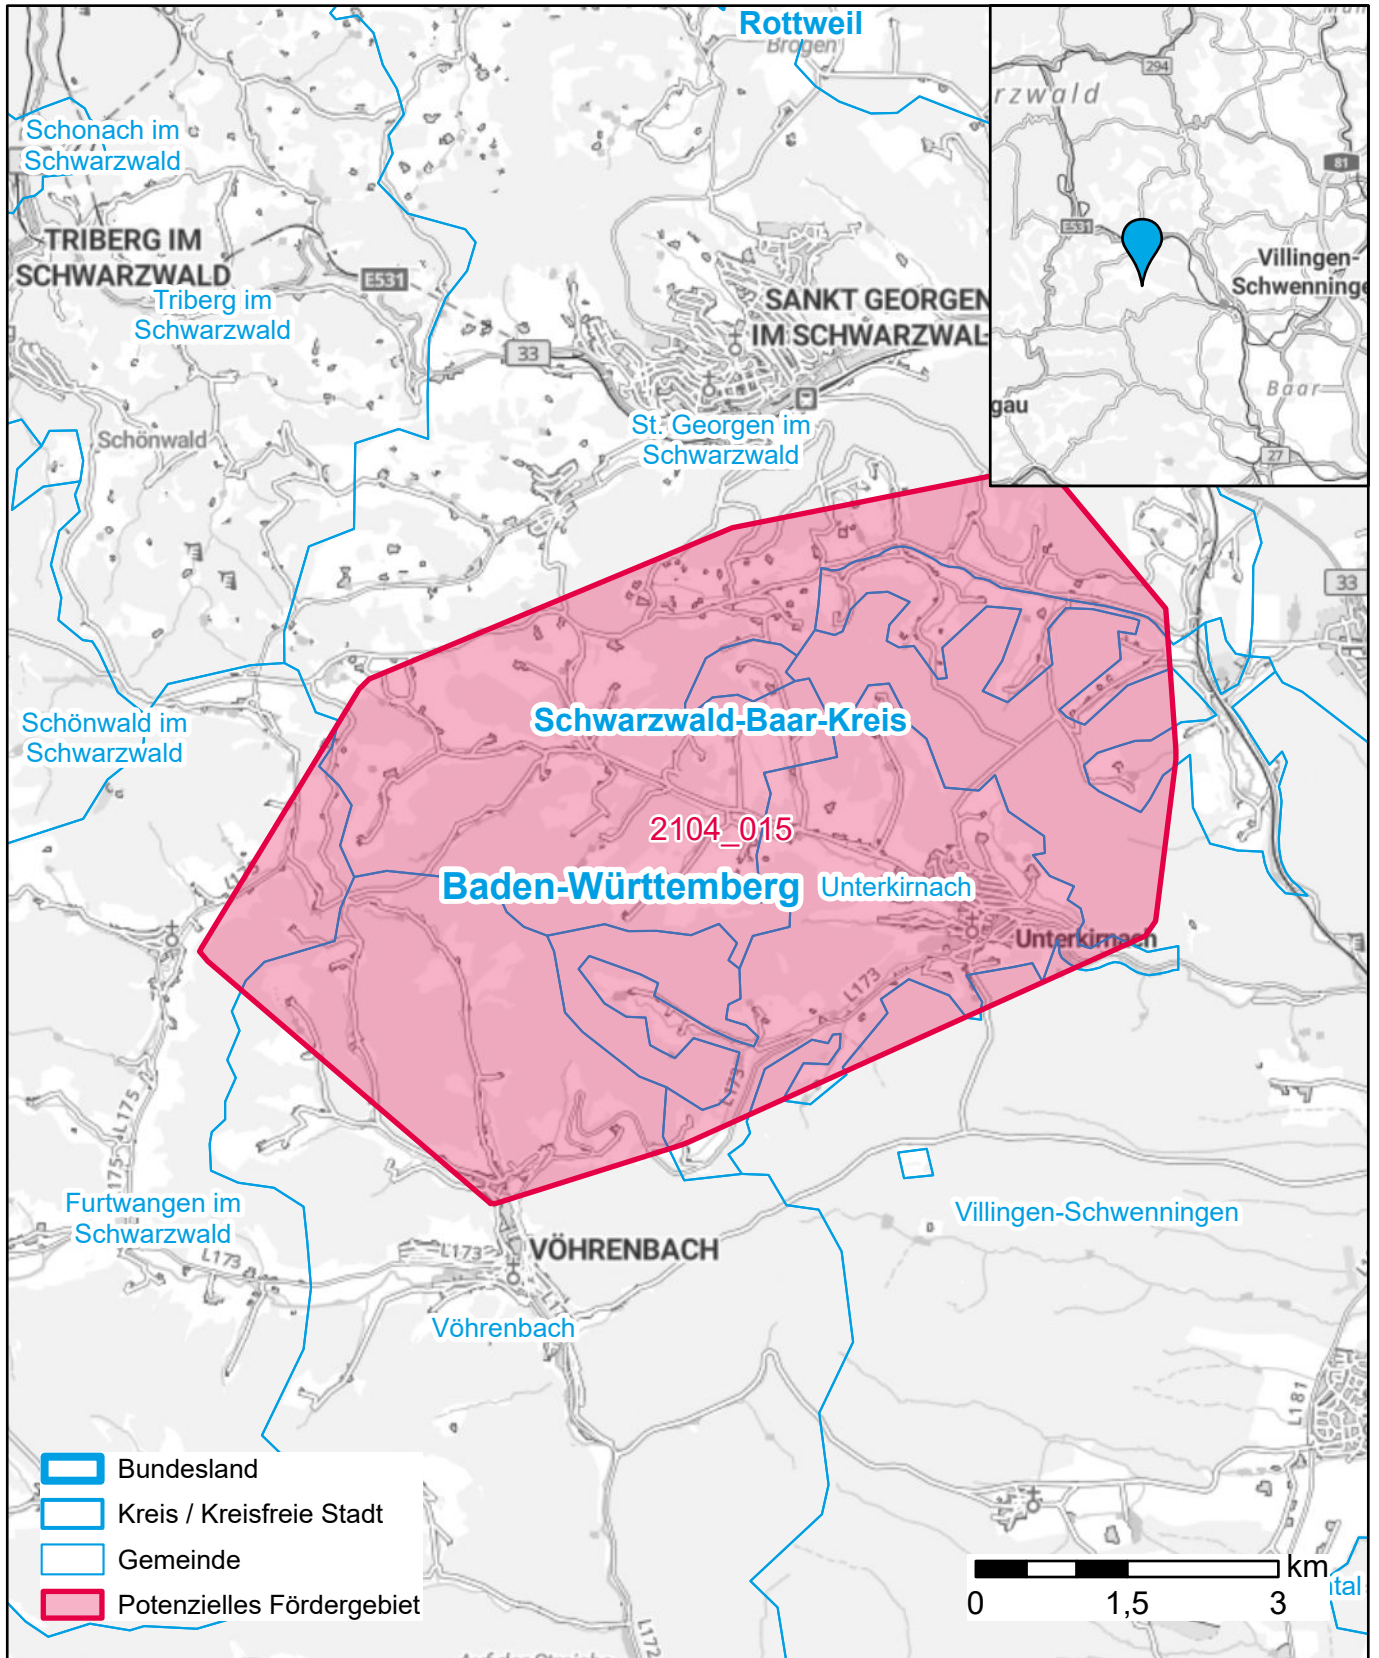 Rottweil
Brogen
Schonach im
Schwarzwald
TRIBERG IM
SCHWARZWALD
E531
Triberg im
Schwarzwald
33
SANKT GEORGEN
IM SCHWARZWAL
St. Georgen im
Schwarzwald
Schönwald
294
rzwald
81
E531
Villingen-
Schwenninge
Baar
gau
27
33
Schönwald im
Schwarzwald
Schwarzwald-Baar-Kreis
2104_015
Baden-Württemberg
Unterkirnach
Unterkirnach
L173
L173
L175
L175
Furtwangen im
Schwarzwald
L173
L173
VÖHRENBACH
Vöhrenbach
Villingen-Schwenningen
L181
L172
tal
Bundesland
Kreis / Kreisfreie Stadt
Gemeinde
Potenzielles Fördergebiet
km
0 1,5 3